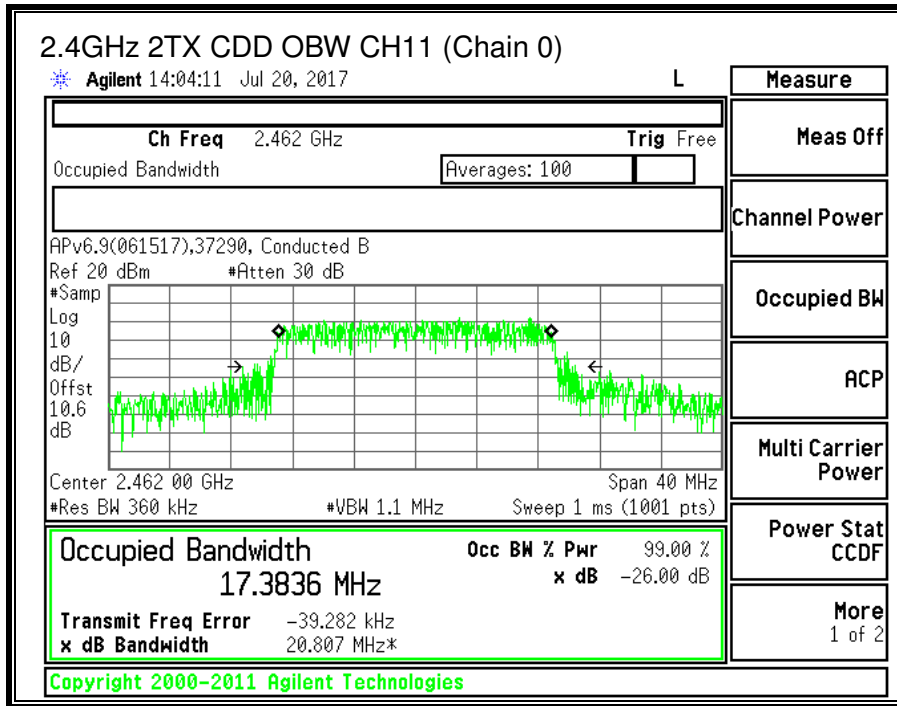 2.4GHz 2TX CDD OBW CH11 (Chain 0)
Agilent 14:04:11 Jul 20, 2017 L
Measure
Ch Freq 2.462 GHz Trig Free
Meas Off
Occupied Bandwidth Averages: 100
Channel Power
APv6.9(061517),37290, Conducted B
Ref 20 dBm #Atten 30 dB
#Samp
Log
10
dB/
Offst
10.6
dB
Occupied BW
ACP
Multi Carrier
Power
Center 2.462 00 GHz Span 40 MHz
#Res BW 360 kHz #VBW 1.1 MHz Sweep 1 ms (1001 pts)
Power Stat
CCDF
Occupied Bandwidth Occ BW % Pwr 99.00 %
17.3836 MHz x dB -26.00 dB
Transmit Freq Error -39.282 kHz
x dB Bandwidth 20.807 MHz*
More
1 of 2
Copyright 2000-2011 Agilent Technologies